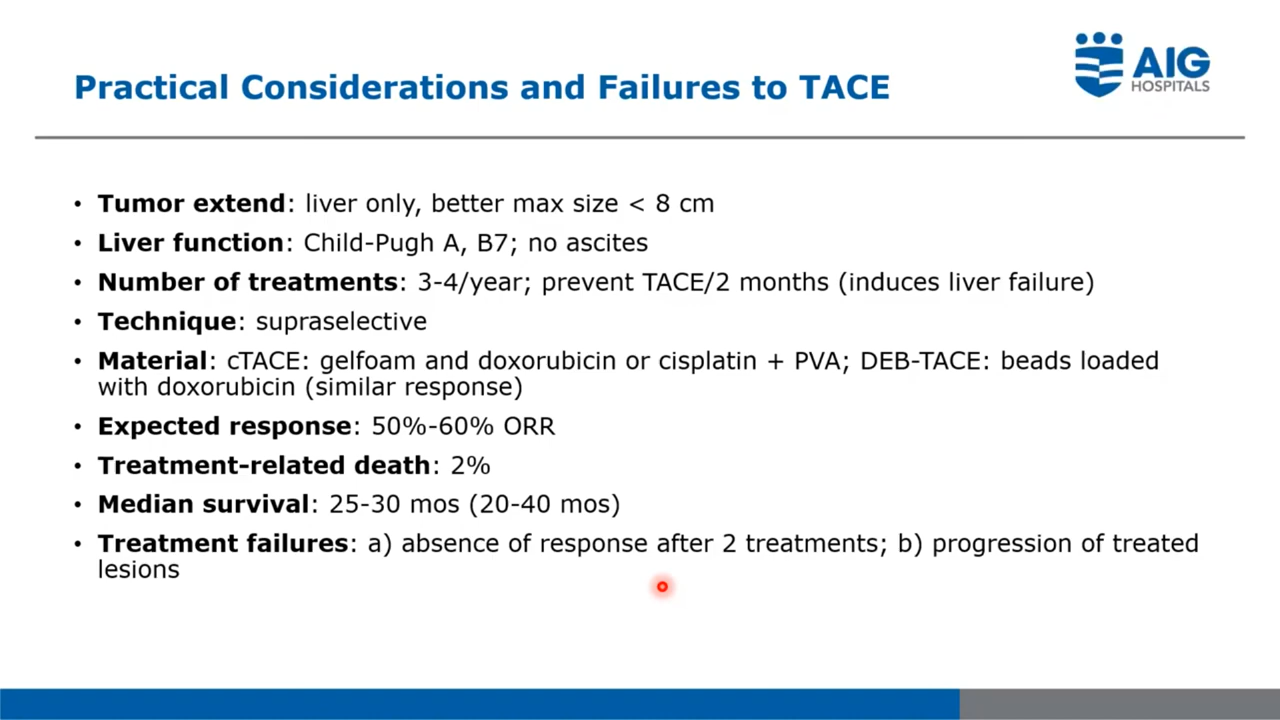 Practical Considerations and Failures to TACE
AIG
HOSPITALS
• Tumor extend: liver only, better max size < 8 cm
• Liver function: Child-Pugh A, B7; no ascites
• Number of treatments: 3-4/year; prevent TACE/2 months (induces liver failure)
• Technique: supraselective
• Material: cTACE: gelfoam and doxorubicin or cisplatin + PVA; DEB-TACE: beads loaded
with doxorubicin (similar response)
• Expected response: 50%-60% ORR
• Treatment-related death: 2%
• Median survival: 25-30 mos (20-40 mos)
• Treatment failures: a) absence of response after 2 treatments; b) progression of treated
lesions